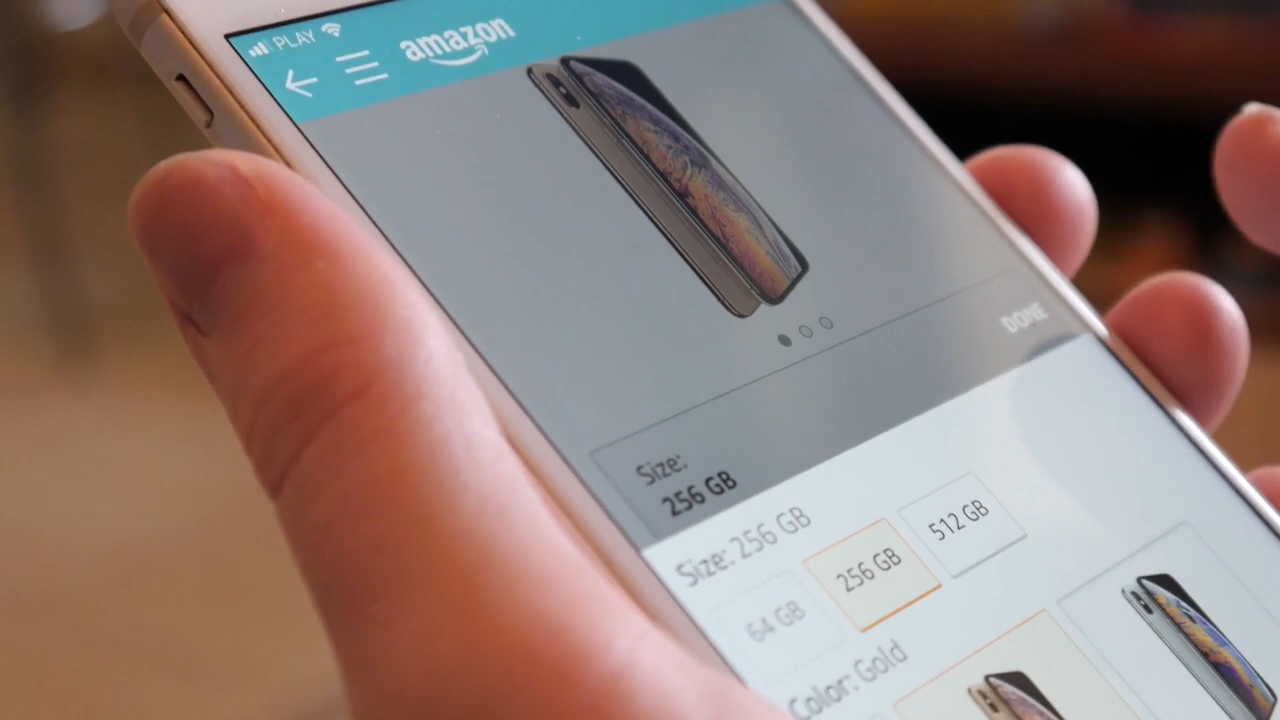 PLAY
amazon
DONE
Size:
256 GB
Size: 256 GB
64 GB
256 GB
512 GB
Color: Gold